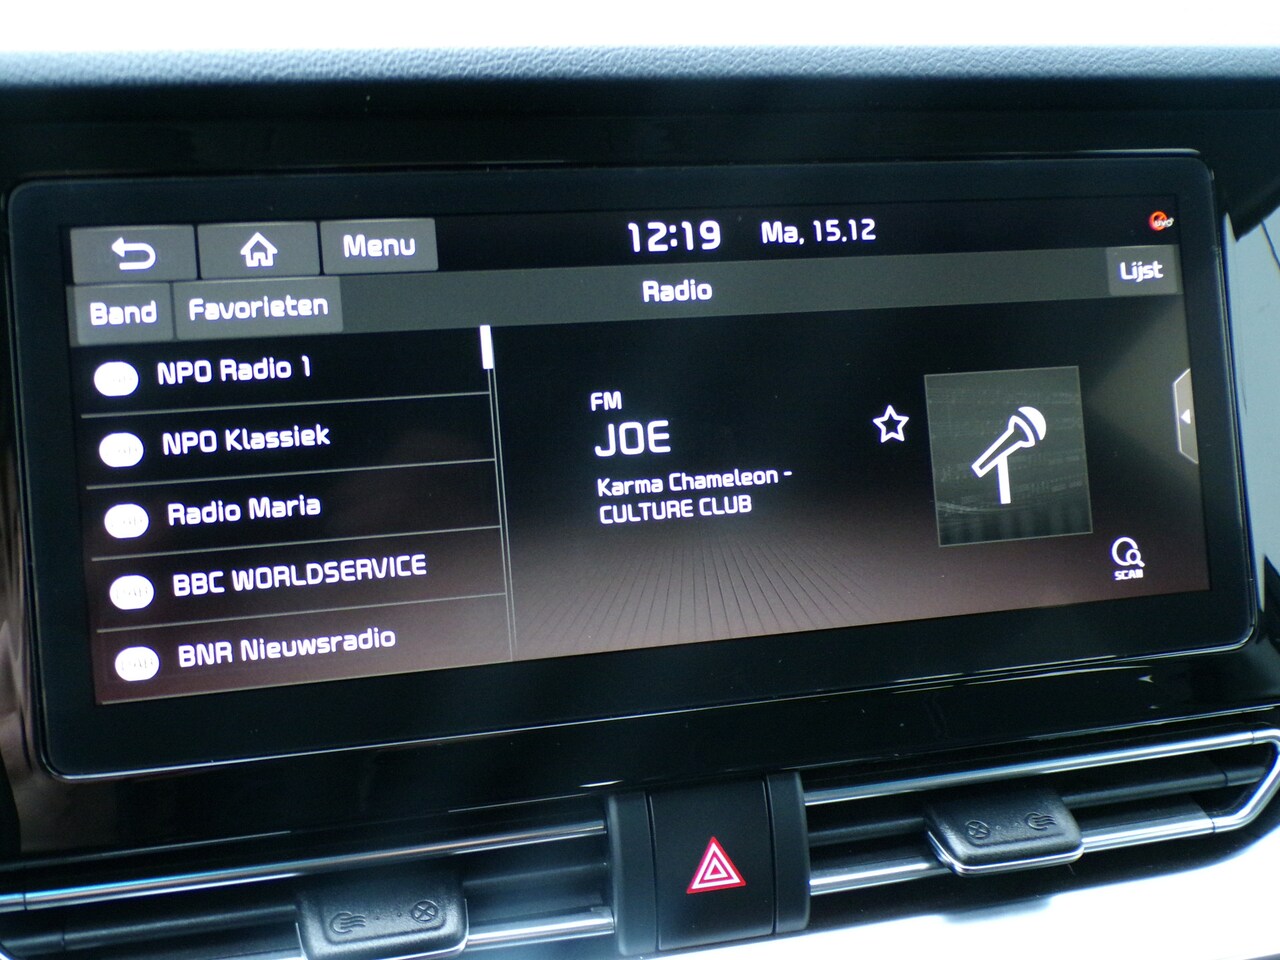 Menu
12:19
Ma, 15.12
UVO
Band
Favorieten
Radio
Lijst
NPO Radio 1
NPO Klassiek
Radio Maria
BBC WORLDSERVICE
BNR Nieuwsradio
FM
JOE
Karma Chameleon -
CULTURE CLUB
SCAN